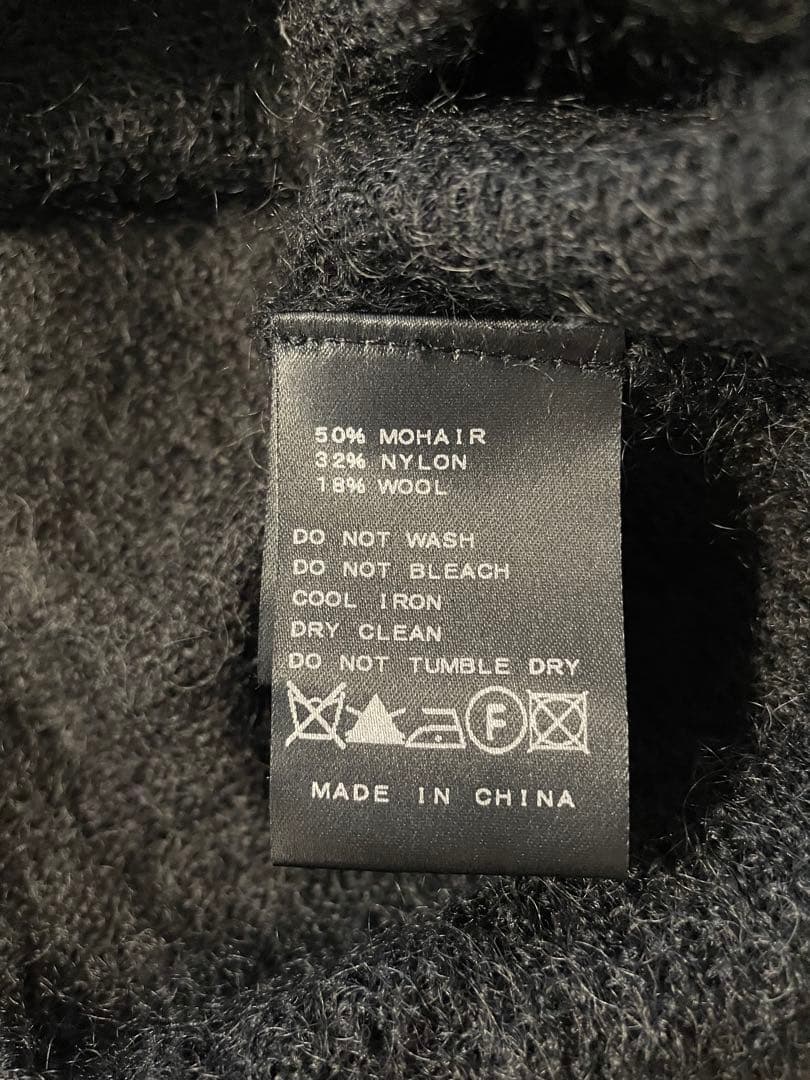 50% MOHAIR
32% NYLON
18% WOOL
DO NOT WASH
DO NOT BLEACH
COOL IRON
DRY CLEAN
DO NOT TUMBLE DRY
F
MADE IN CHINA